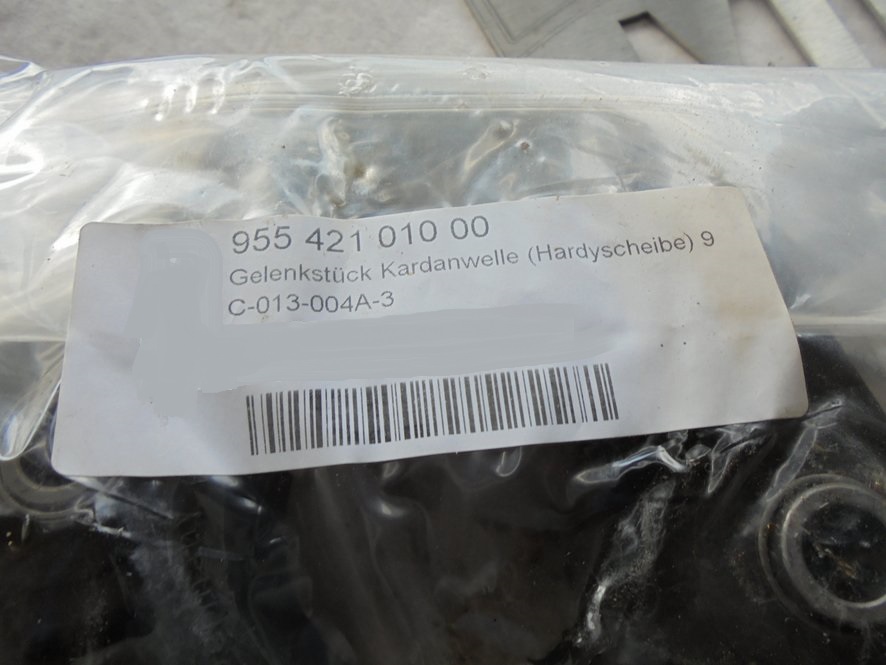 955 421 010 00
Gelenkstück Kardanwelle (Hardyscheibe) 9
C-013-004A-3